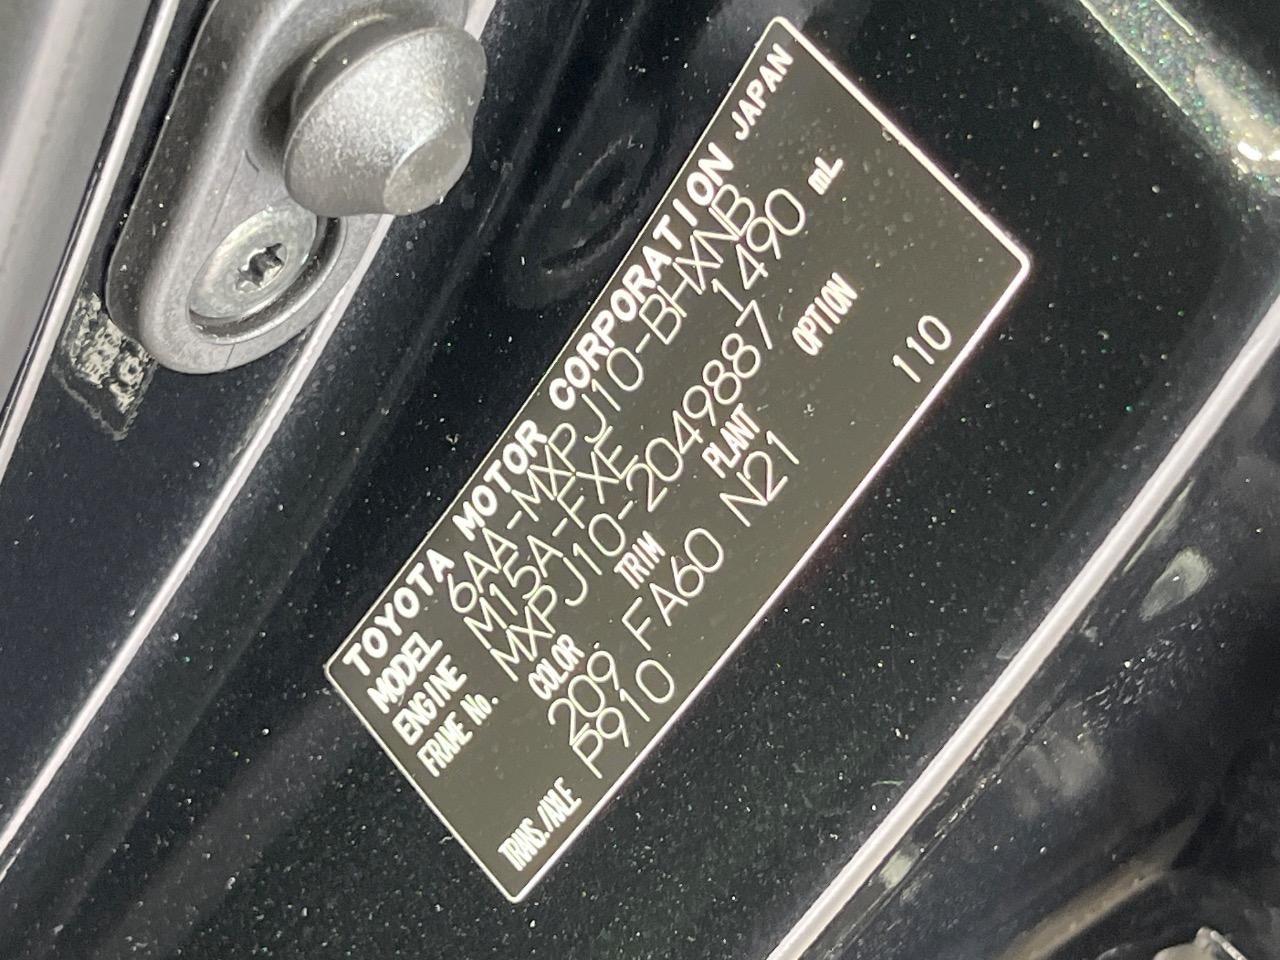 TOYOTA MOTOR CORPORATION JAPAN
MODEL 6AA-MXPJ10-BHXNB
ENGINE M15A-FXE 1490 mL
FRAME No. MXPJ10-2049887
COLOR TRIM PLANT OPTION
209 FA60 N21
TRANS./AXLE P910 110